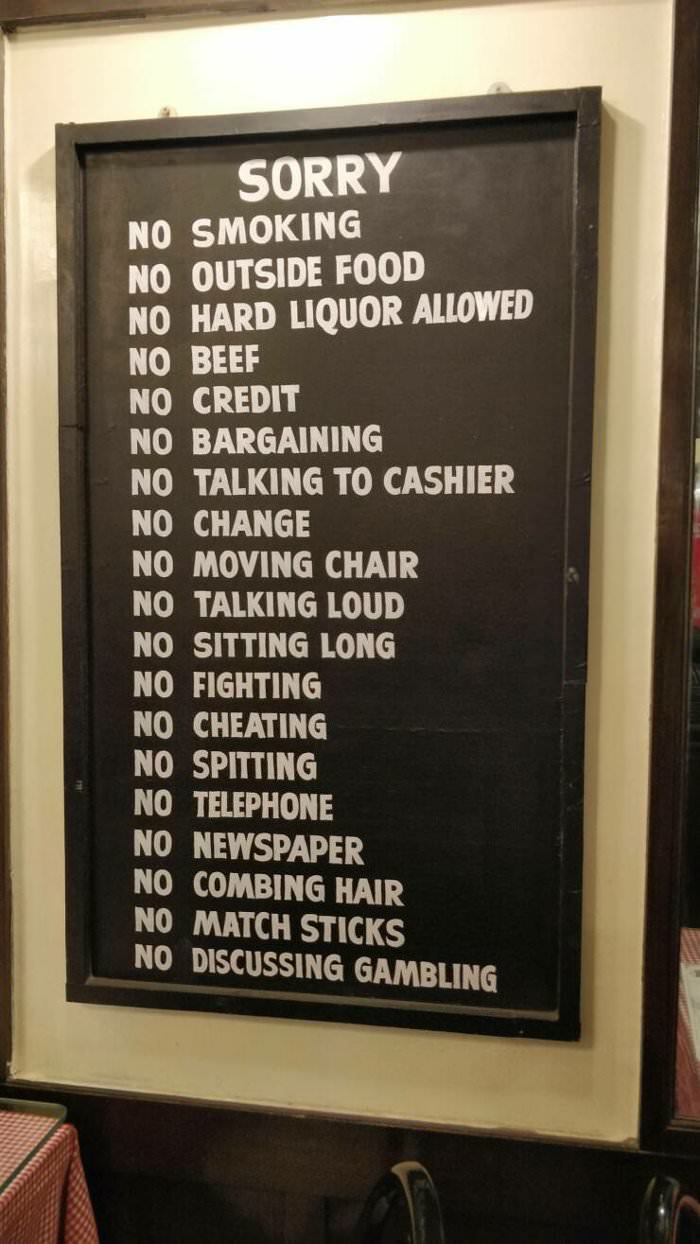 SORRY
NO SMOKING
NO OUTSIDE FOOD
NO HARD LIQUOR ALLOWED
NO BEEF
NO CREDIT
NO BARGAINING
NO TALKING TO CASHIER
NO CHANGE
NO MOVING CHAIR
NO TALKING LOUD
NO SITTING LONG
NO FIGHTING
NO CHEATING
NO SPITTING
NO TELEPHONE
NO NEWSPAPER
NO COMBING HAIR
NO MATCH STICKS
NO DISCUSSING GAMBLING